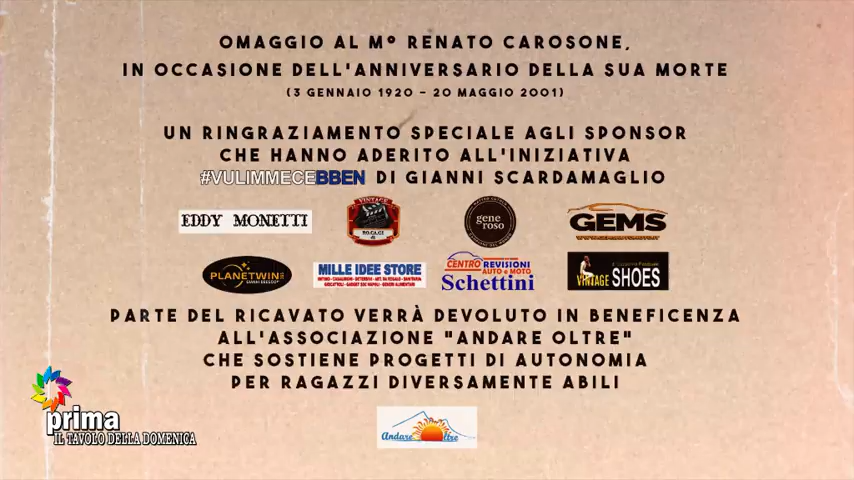 OMAGGIO AL M° RENATO CAROSONE,
IN OCCASIONE DELL'ANNIVERSARIO DELLA SUA MORTE
(3 GENNAIO 1920 - 20 MAGGIO 2001)
UN RINGRAZIAMENTO SPECIALE AGLI SPONSOR
CHE HANNO ADERITO ALL'INIZIATIVA
#VULIMMECEBBEN DI GIANNI SCARDAMAGLIO
EDDY MONETTI
VINTAGE
gene
roso
GEMS
PLANETWIN
MILLE IDEE STORE
CENTRO REVISIONI
AUTO e MOTO
Schettini
VINTAGE SHOES
PARTE DEL RICAVATO VERRÀ DEVOLUTO IN BENEFICENZA
ALL'ASSOCIAZIONE "ANDARE OLTRE"
CHE SOSTIENE PROGETTI DI AUTONOMIA
PER RAGAZZI DIVERSAMENTE ABILI
prima
IL TAVOLO DELLA DOMENICA
Andare Oltre